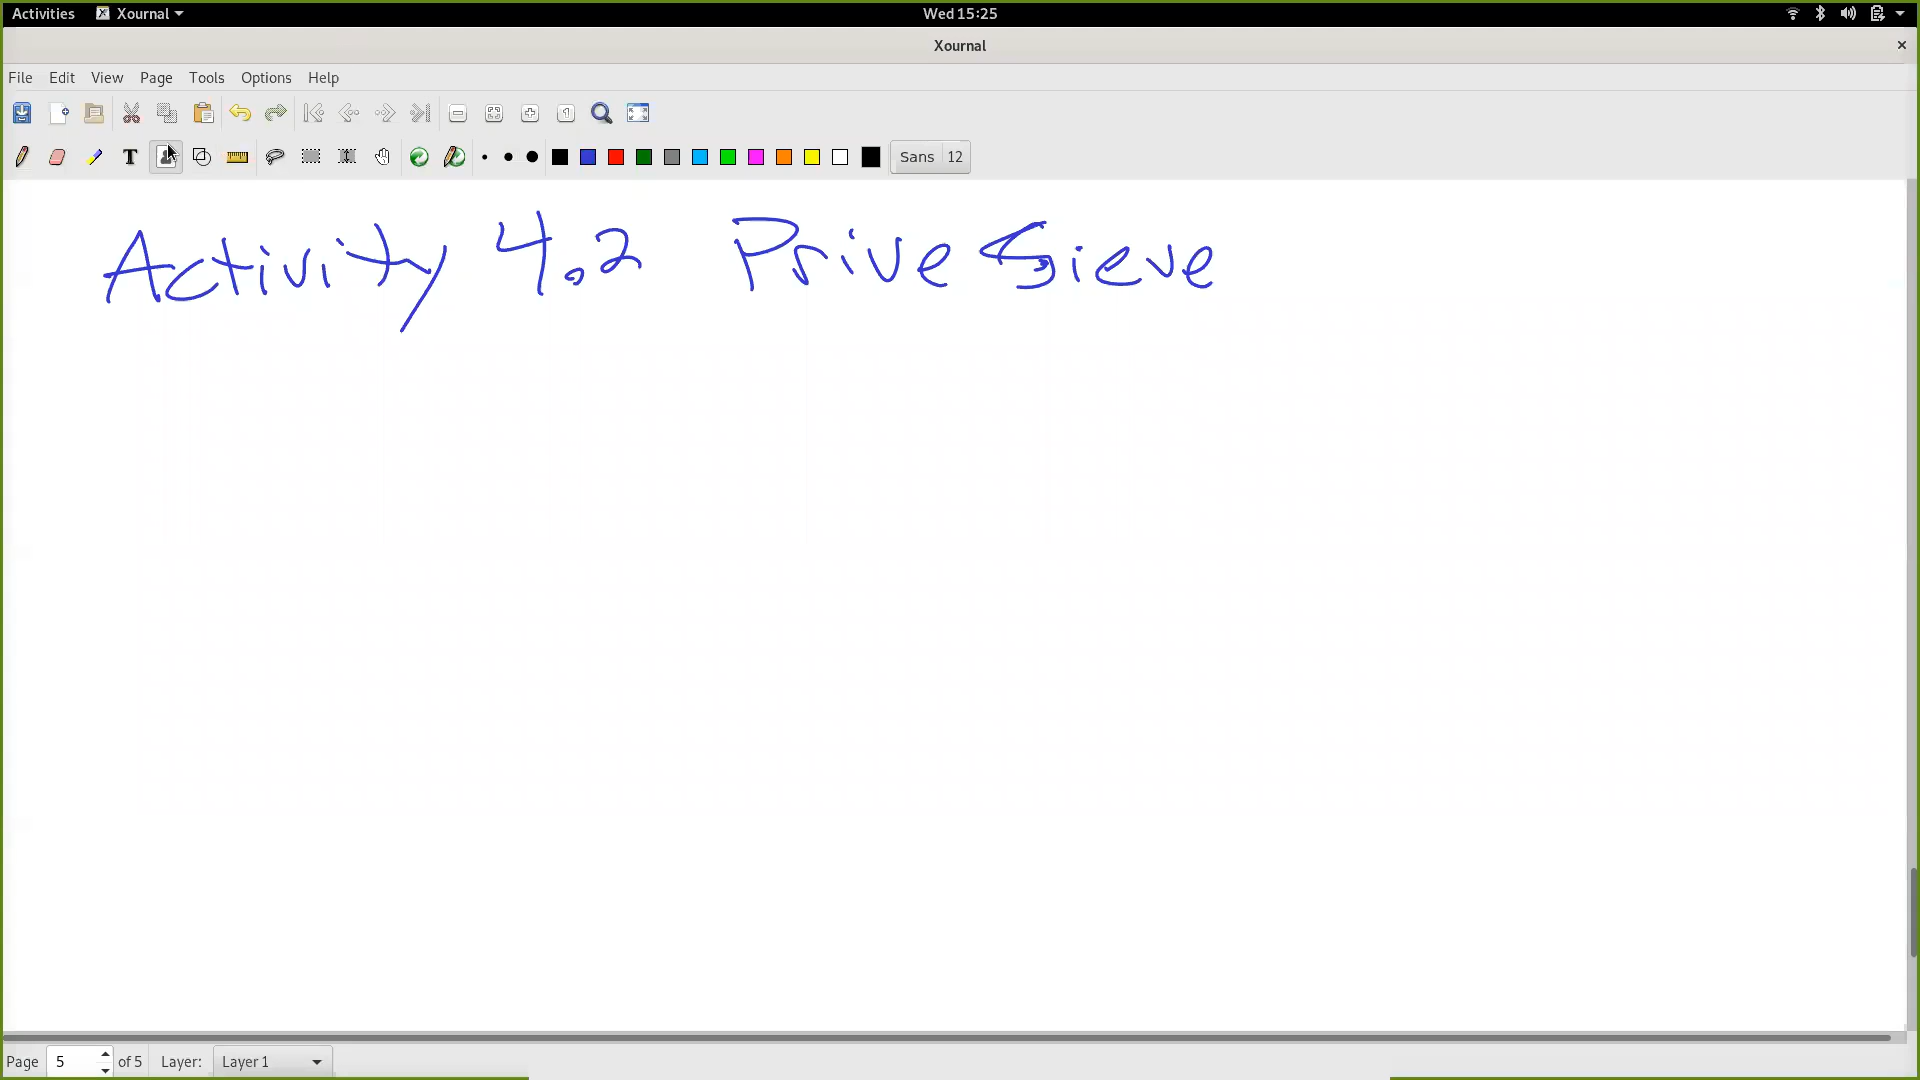 Activities Xournal Wed 15:25
Xournal
File Edit View Page Tools Options Help
T Sans 12
Activity 4.2 Prive Sieve
Page 5 of 5 Layer: Layer 1